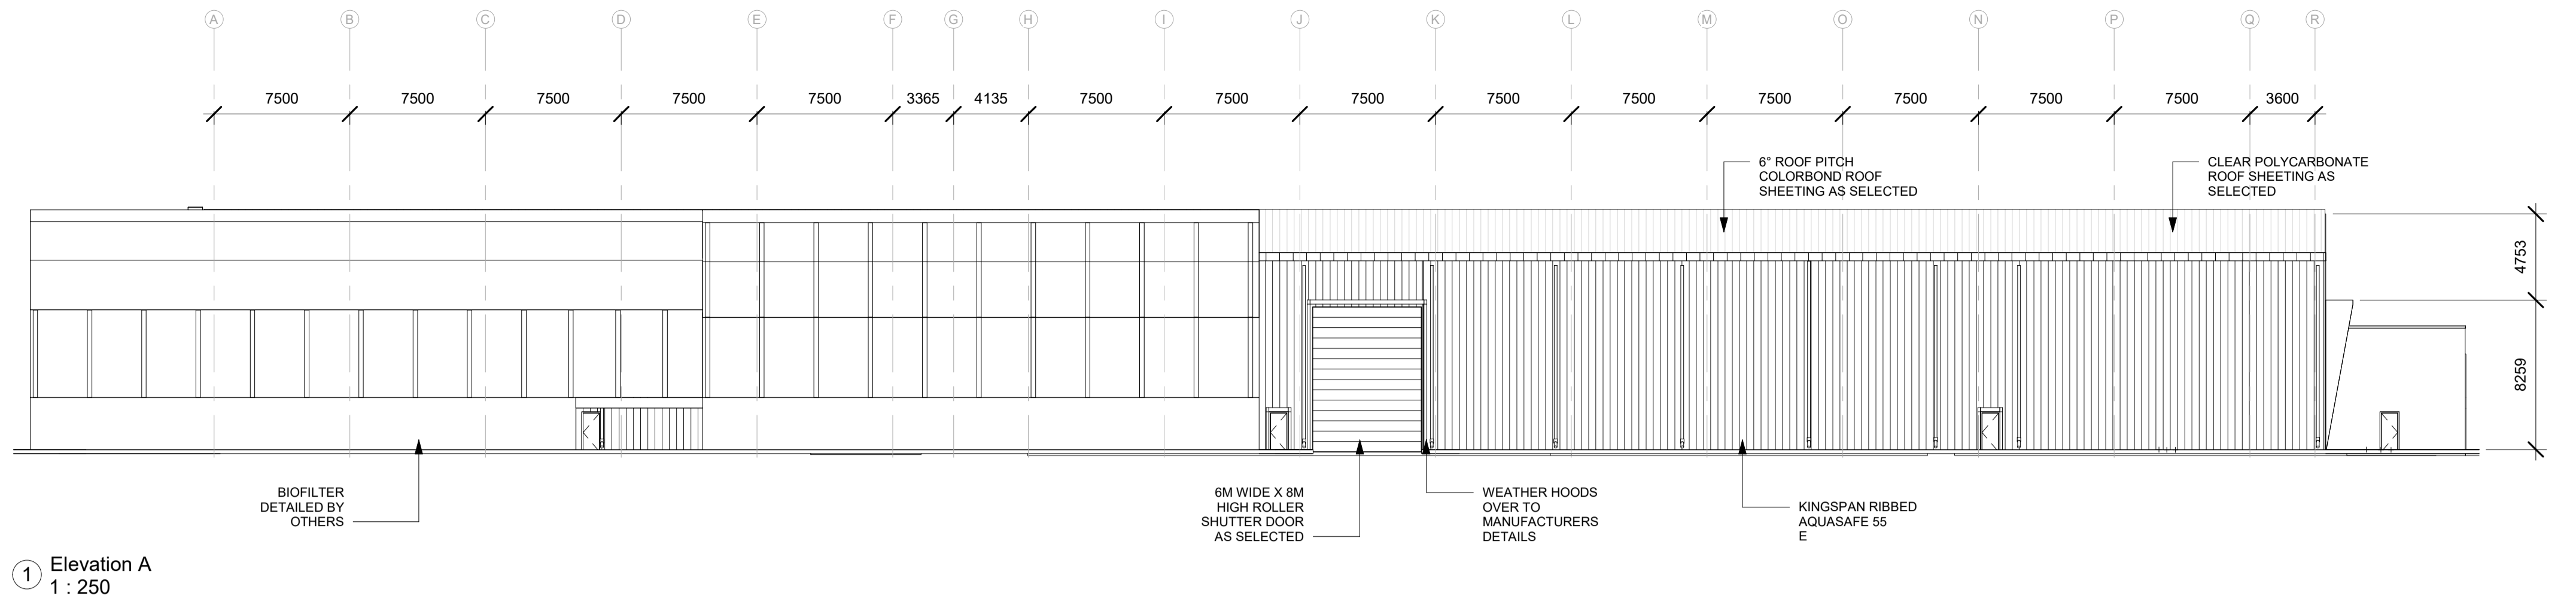 A B C D E F G H I J K L M O N P Q R
7500 7500 7500 7500 7500 3365 4135 7500 7500 7500 7500 7500 7500 7500 7500 7500 3600
6° ROOF PITCH
COLORBOND ROOF
SHEETING AS SELECTED
CLEAR POLYCARBONATE
ROOF SHEETING AS
SELECTED
4753
8259
BIOFILTER
DETAILED BY
OTHERS
6M WIDE X 8M
HIGH ROLLER
SHUTTER DOOR
AS SELECTED
WEATHER HOODS
OVER TO
MANUFACTURERS
DETAILS
KINGSPAN RIBBED
AQUASAFE 55
E
1 Elevation A
1 : 250